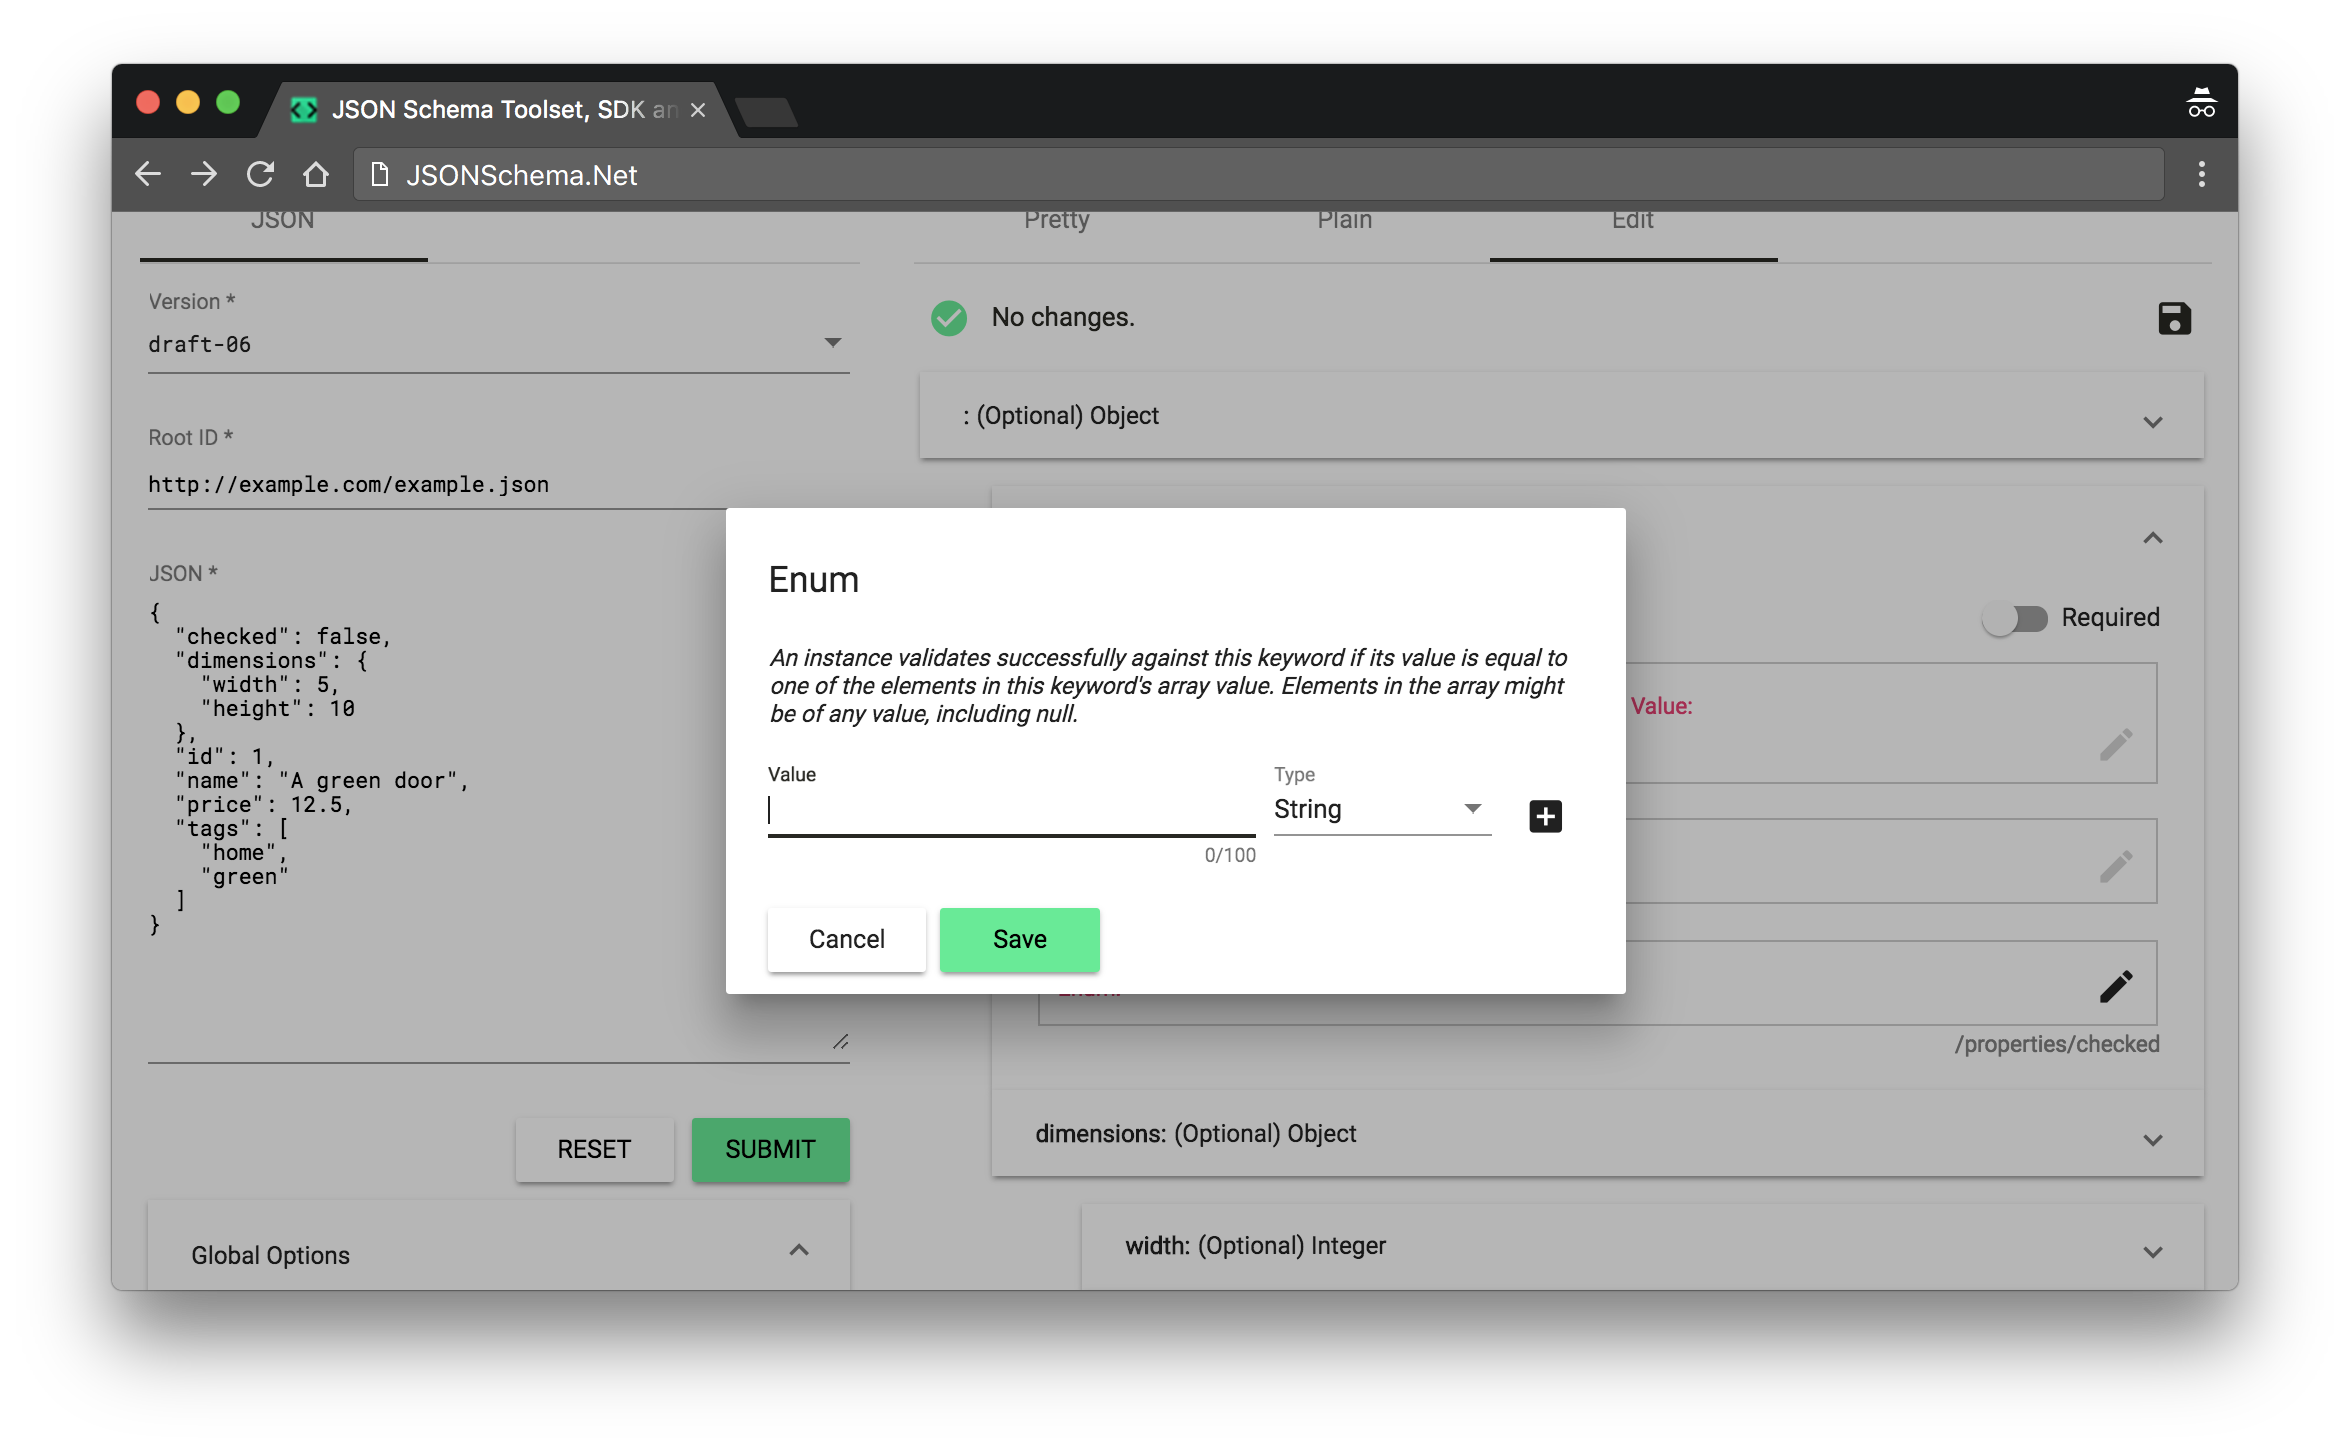 JSON Schema Toolset, SDK an
JSONSchema.Net
JSON
Pretty
Plain
Edit
Version *
draft-06
Root ID *
http://example.com/example.json
JSON *
{
"checked": false,
"dimensions": {
"width": 5,
"height": 10
},
"id": 1,
"name": "A green door",
"price": 12.5,
"tags": [
"home",
"green"
]
}
RESET
SUBMIT
Global Options
No changes.
: (Optional) Object
Required
Value:
Enum
An instance validates successfully against this keyword if its value is equal to
one of the elements in this keyword's array value. Elements in the array might
be of any value, including null.
Value
Type
String
0/100
Cancel
Save
/properties/checked
dimensions: (Optional) Object
width: (Optional) Integer